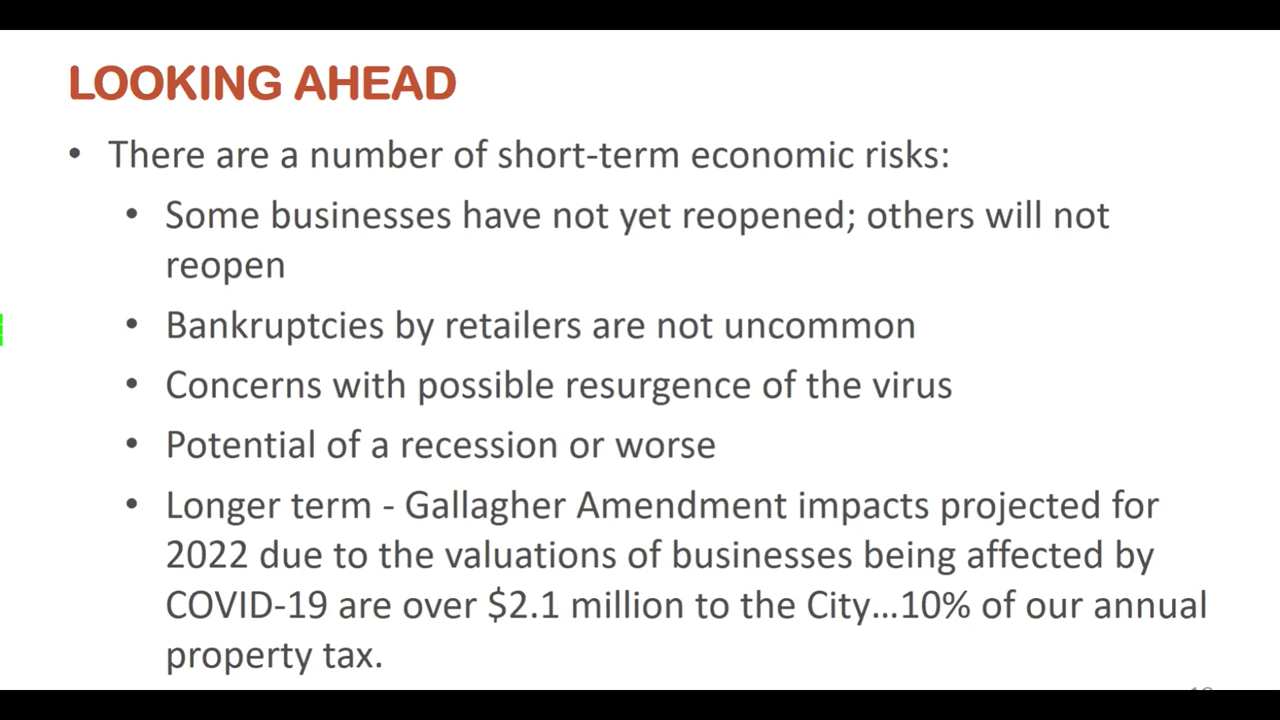 LOOKING AHEAD
• There are a number of short-term economic risks:
• Some businesses have not yet reopened; others will not
reopen
• Bankruptcies by retailers are not uncommon
• Concerns with possible resurgence of the virus
• Potential of a recession or worse
• Longer term - Gallagher Amendment impacts projected for
2022 due to the valuations of businesses being affected by
COVID-19 are over $2.1 million to the City…10% of our annual
property tax.